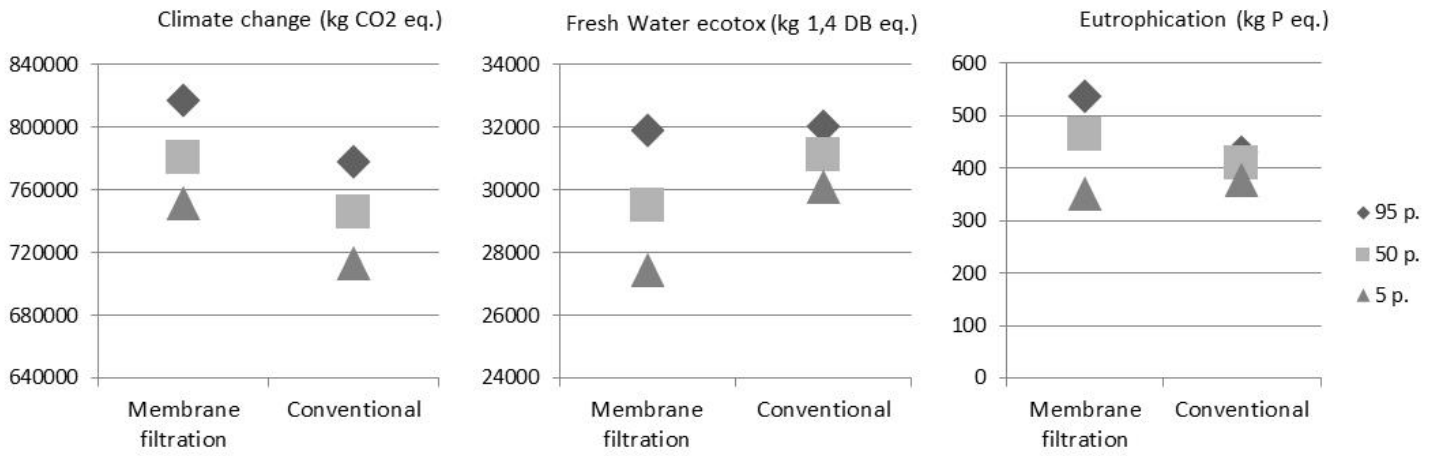 Climate change (kg CO2 eq.)
840000
800000
760000
720000
680000
640000
Membrane
filtration
Conventional
Fresh Water ecotox (kg 1,4 DB eq.)
34000
32000
30000
28000
26000
24000
Membrane
filtration
Conventional
Eutrophication (kg P eq.)
600
500
400
300
200
100
0
Membrane
filtration
Conventional
95 p.
50 p.
5 p.